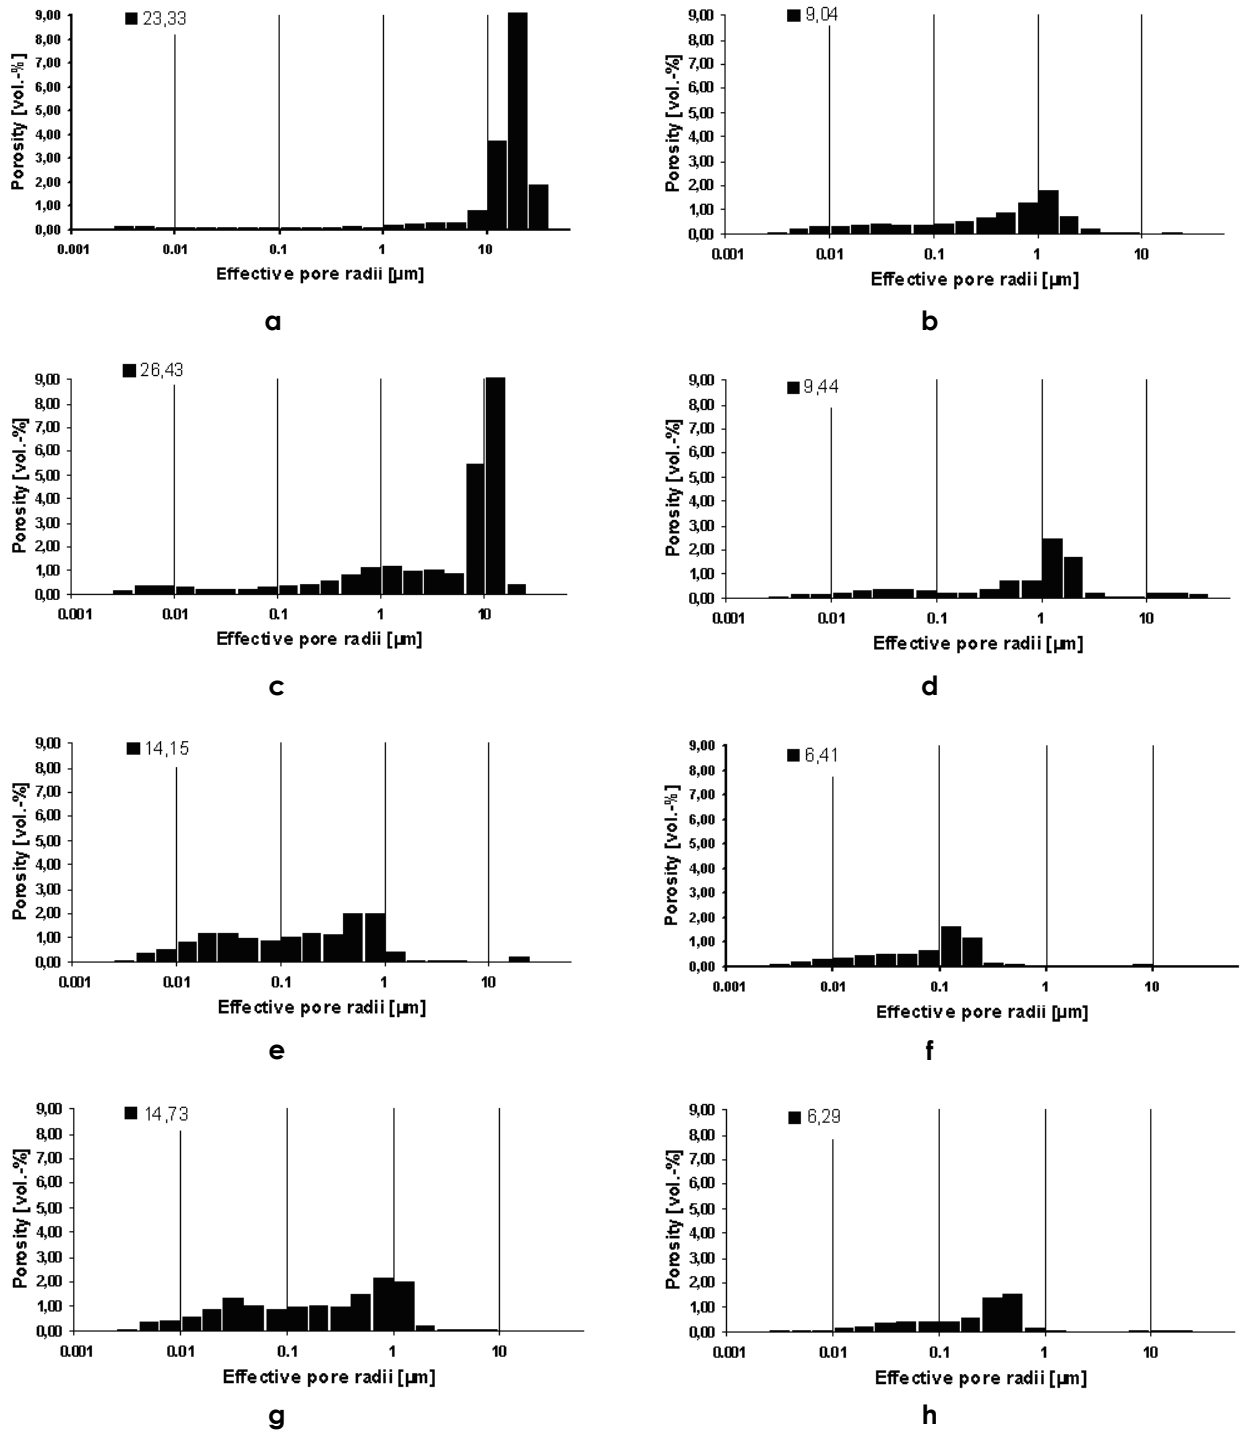 23,33
Porosity [vol.-%]
9,00
8,00
7,00
6,00
5,00
4,00
3,00
2,00
1,00
0,00
0.001 0.01 0.1 1 10
Effective pore radii [µm]
a
9,04
Porosity [vol.-%]
9,00
8,00
7,00
6,00
5,00
4,00
3,00
2,00
1,00
0,00
0.001 0.01 0.1 1 10
Effective pore radii [µm]
b
26,43
Porosity [vol.-%]
9,00
8,00
7,00
6,00
5,00
4,00
3,00
2,00
1,00
0,00
0.001 0.01 0.1 1 10
Effective pore radii [µm]
c
9,44
Porosity [vol.-%]
9,00
8,00
7,00
6,00
5,00
4,00
3,00
2,00
1,00
0,00
0.001 0.01 0.1 1 10
Effective pore radii [µm]
d
14,15
Porosity [vol.-%]
9,00
8,00
7,00
6,00
5,00
4,00
3,00
2,00
1,00
0,00
0.001 0.01 0.1 1 10
Effective pore radii [µm]
e
6,41
Porosity [vol.-%]
9,00
8,00
7,00
6,00
5,00
4,00
3,00
2,00
1,00
0,00
0.001 0.01 0.1 1 10
Effective pore radii [µm]
f
14,73
Porosity [vol.-%]
9,00
8,00
7,00
6,00
5,00
4,00
3,00
2,00
1,00
0,00
0.001 0.01 0.1 1 10
Effective pore radii [µm]
g
6,29
Porosity [vol.-%]
9,00
8,00
7,00
6,00
5,00
4,00
3,00
2,00
1,00
0,00
0.001 0.01 0.1 1 10
Effective pore radii [µm]
h